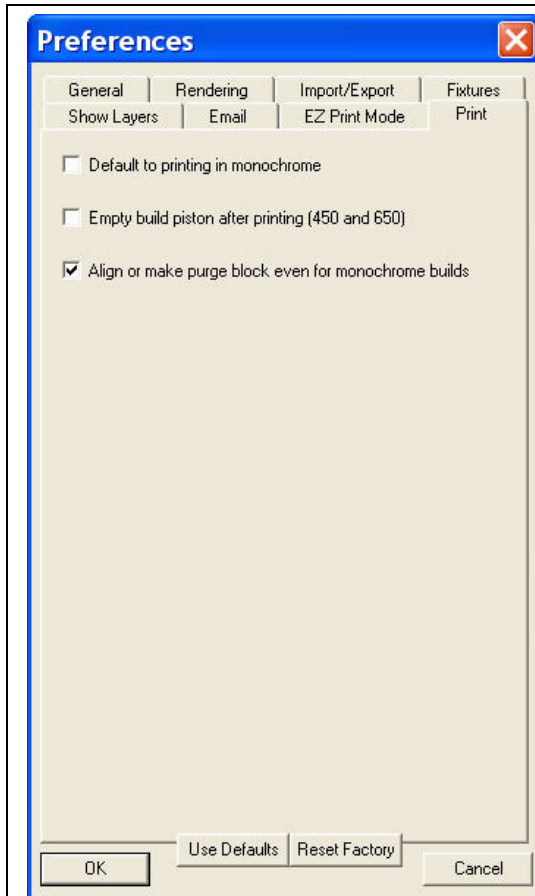 Preferences
General Rendering Import/Export Fixtures
Show Layers Email EZ Print Mode Print
Default to printing in monochrome
Empty build piston after printing (450 and 650)
Align or make purge block even for monochrome builds
Use Defaults Reset Factory
OK Cancel